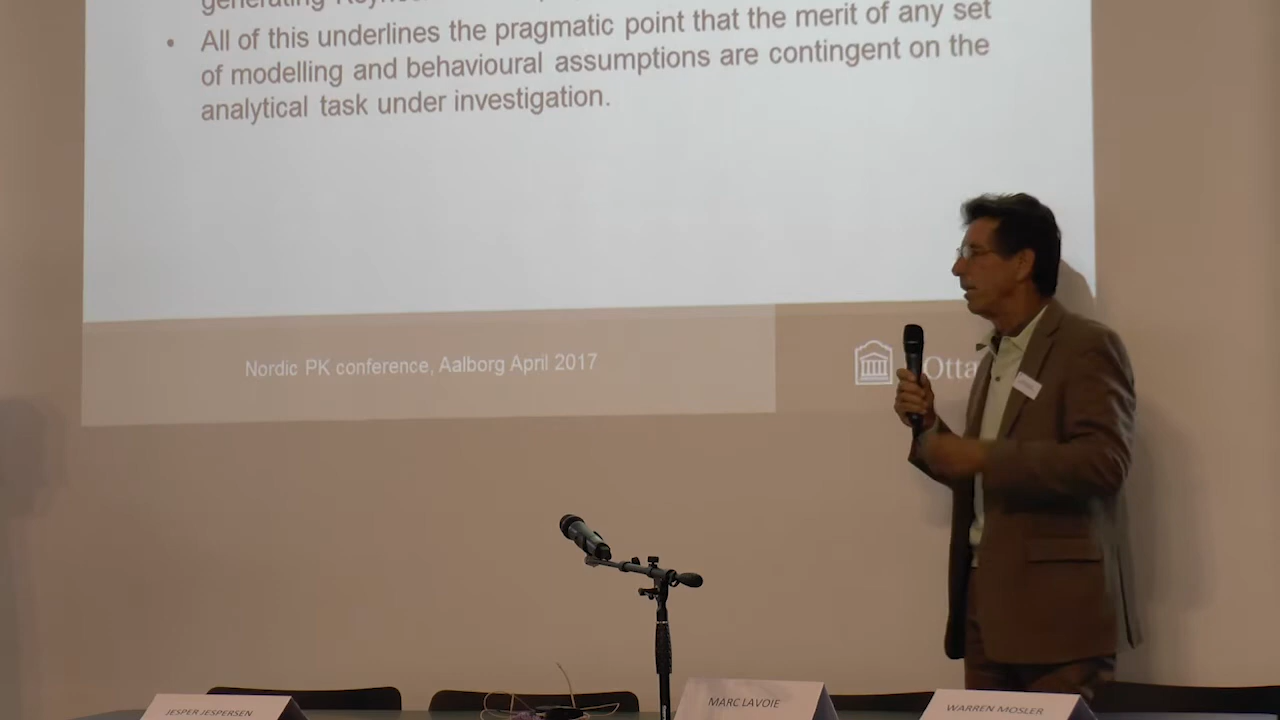 generating
• All of this underlines the pragmatic point that the merit of any set
of modelling and behavioural assumptions are contingent on the
analytical task under investigation.
Nordic PK conference, Aalborg April 2017
Otta
JESPER JESPERSEN
MARC LAVOIE
WARREN MOSLER